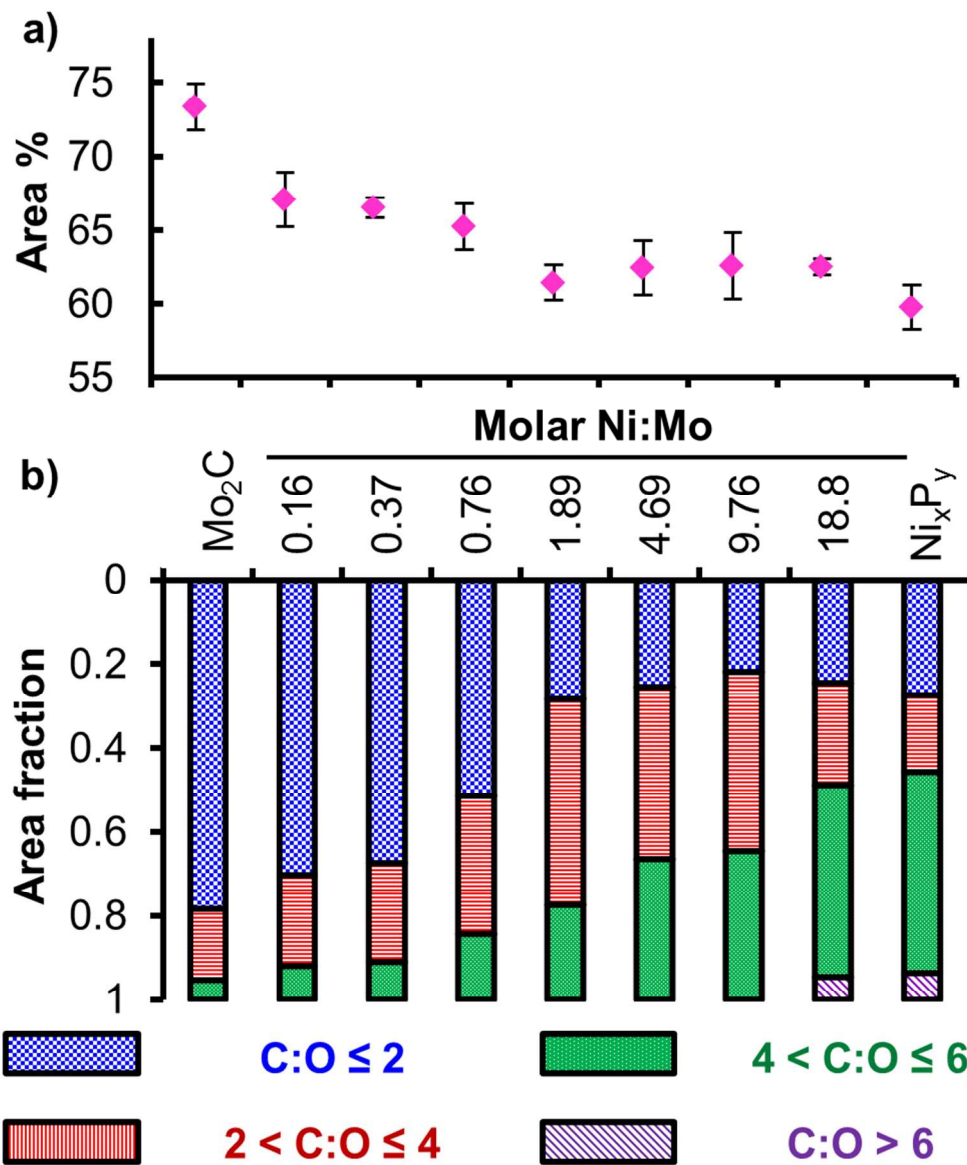 a)
Area %
75
70
65
60
55
Molar Ni:Mo
b)
Mo₂C
0.16
0.37
0.76
1.89
4.69
9.76
18.8
NiₓPᵧ
Area fraction
0
0.2
0.4
0.6
0.8
1
C:O ≤ 2
4 < C:O ≤ 6
2 < C:O ≤ 4
C:O > 6